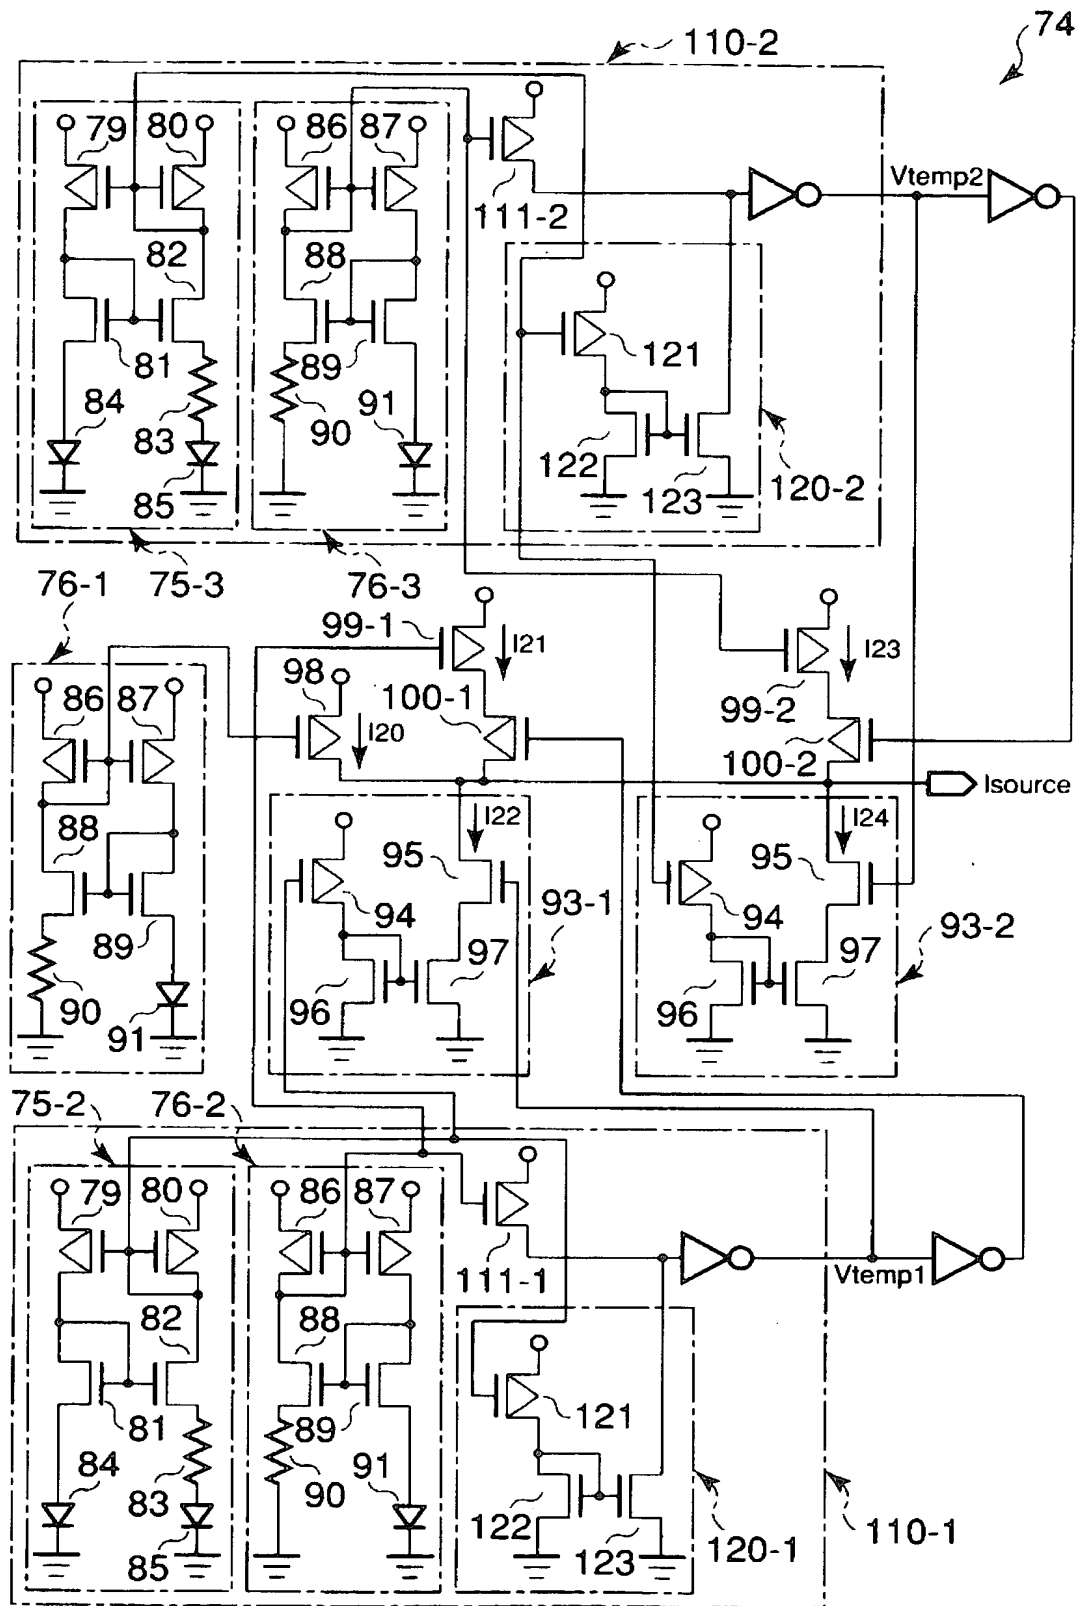 74
110-2
79 80 86 87
111-2
Vtemp2
82 88
121
81 89
84 83 90 91
122 123 120-2
85
75-3 76-3
76-1
99-1 I21 I23
98 100-1 99-2
86 87 I20 100-2
Isource
I22 I24
88 95 95
94 93-1 94 93-2
89
96 97 96 97
90 91
75-2 76-2
79 80 86 87
111-1
Vtemp1
82 88
121
81 89
84 83 90 91
122 123 120-1 110-1
85